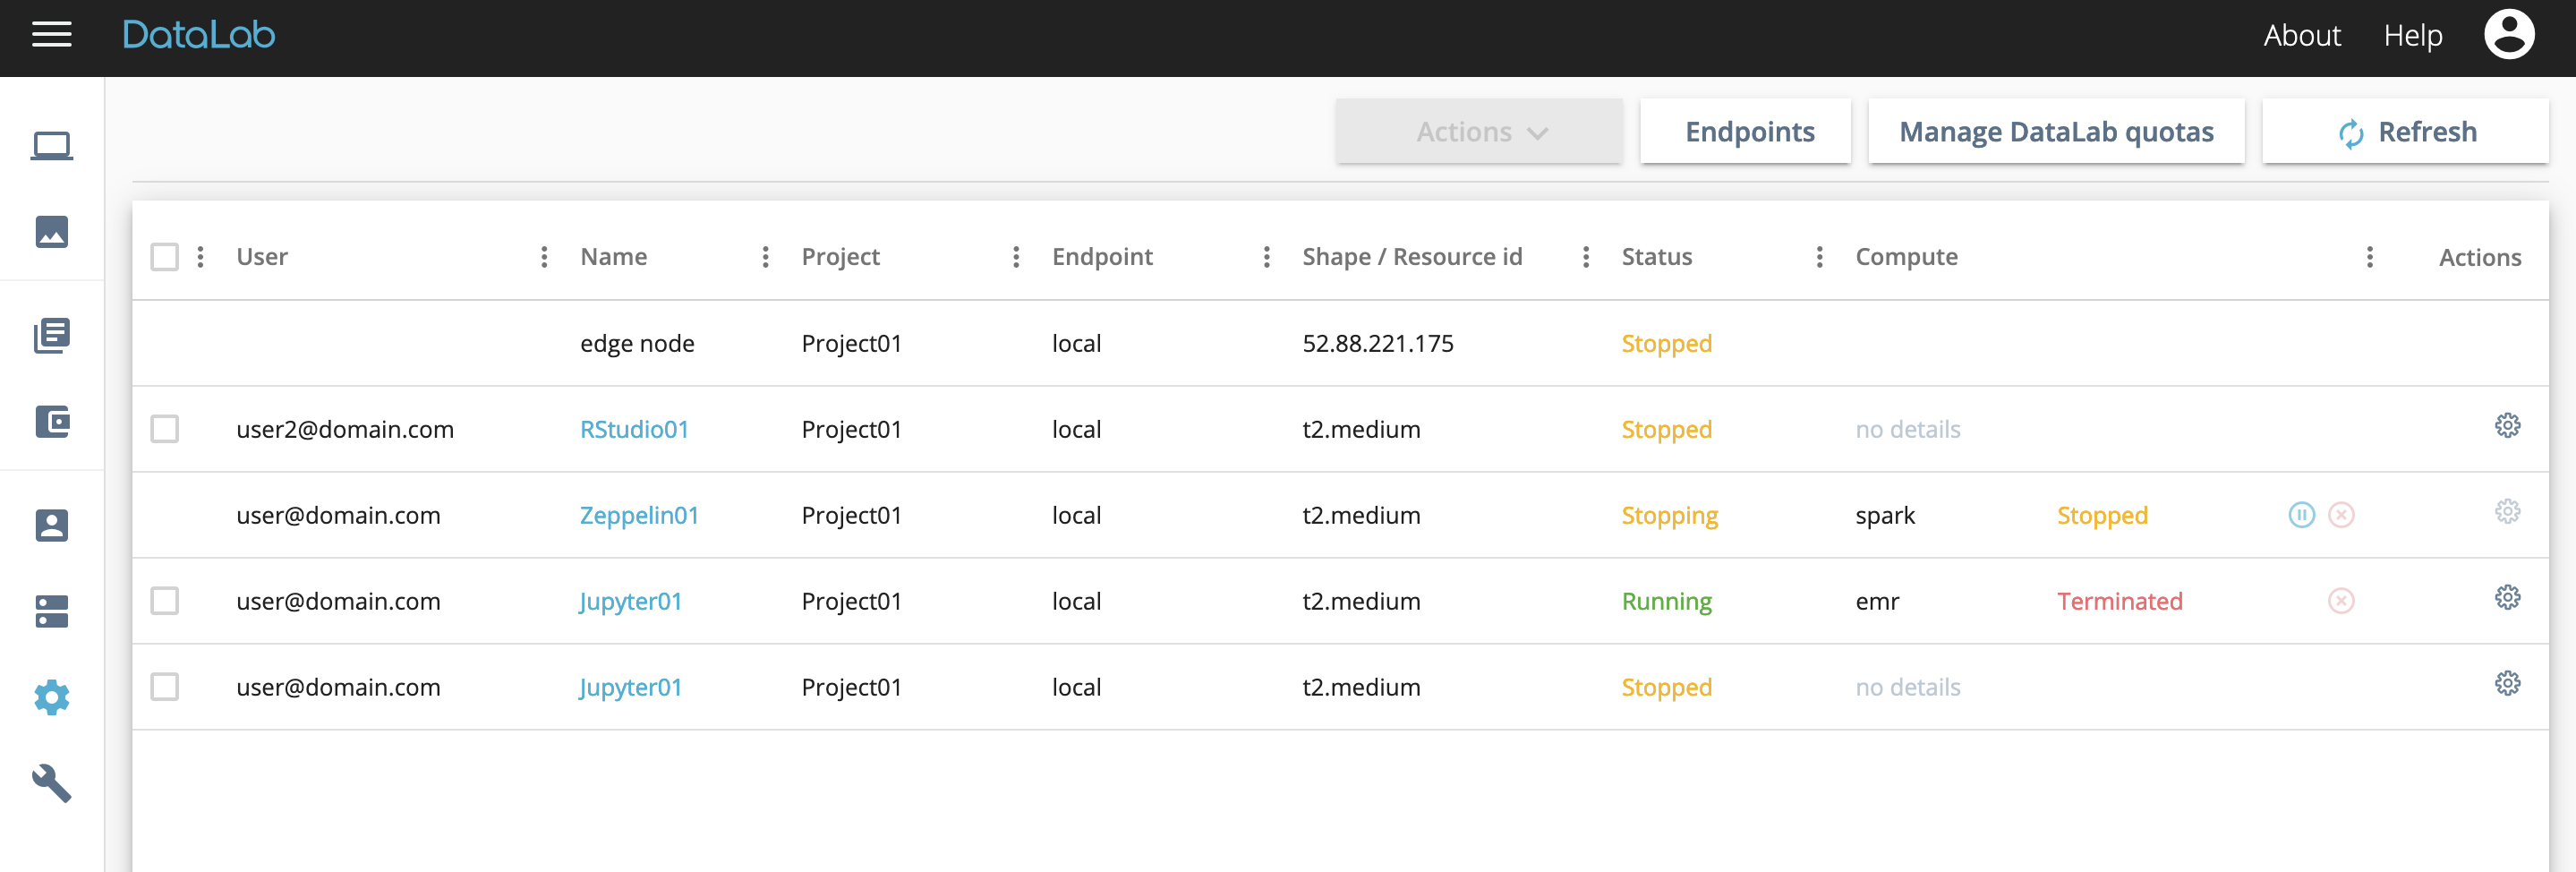 DataLab About Help
Actions Endpoints Manage DataLab quotas Refresh
User Name Project Endpoint Shape / Resource id Status Compute Actions
edge node Project01 local 52.88.221.175 Stopped
user2@domain.com RStudio01 Project01 local t2.medium Stopped no details
user@domain.com Zeppelin01 Project01 local t2.medium Stopping spark Stopped
user@domain.com Jupyter01 Project01 local t2.medium Running emr Terminated
user@domain.com Jupyter01 Project01 local t2.medium Stopped no details